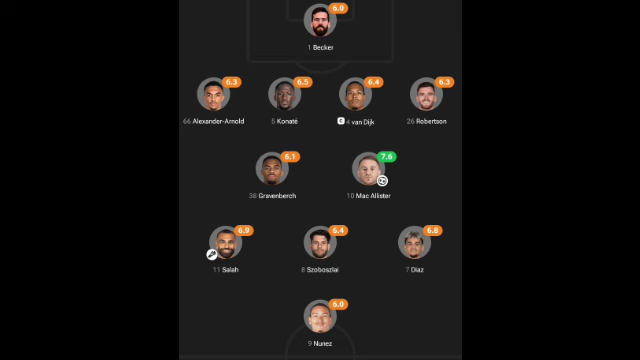 6.0
1 Becker
6.3 6.5 6.4 6.3
66 Alexander-Arnold 5 Konaté C 4 van Dijk 26 Robertson
6.1 7.6
38 Gravenberch 10 Mac Allister
6.9 6.4 6.8
11 Salah 8 Szoboszlai 7 Díaz
6.0
9 Nunez